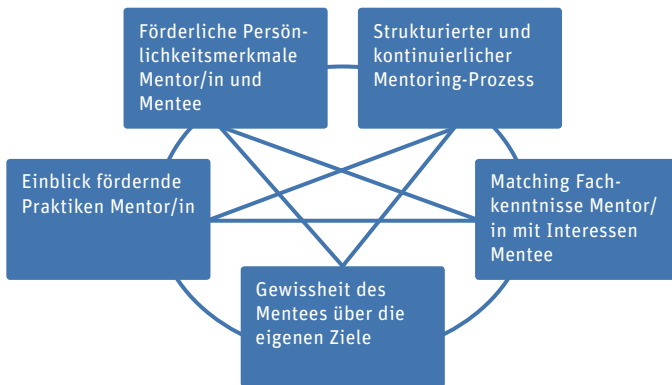 Förderliche Persön-
lichkeitsmerkmale
Mentor/in und
Mentee
Strukturierter und
kontinuierlicher
Mentoring-Prozess
Einblick fördernde
Praktiken Mentor/in
Matching Fach-
kenntnisse Mentor/
in mit Interessen
Mentee
Gewissheit des
Mentees über die
eigenen Ziele